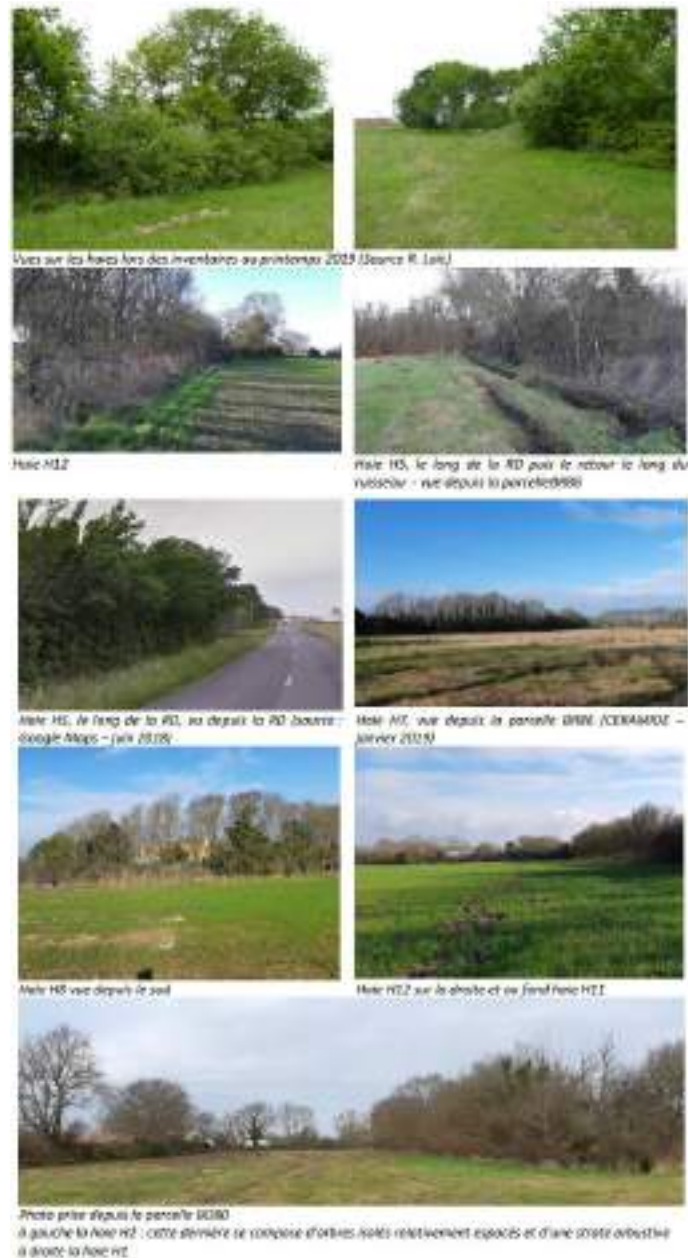 Vues sur les haies lors des inventaires au printemps 2019 (Source R. Loïc)
Haie H12
Haie H5, le long de la RD puis le retour le long du
ruisseau - vue depuis la parcelle
Haie H5, le long de la RD, vu depuis la RD (source :
Google Maps – juin 2018)
Haie H7, vue depuis la parcelle (CERAMIDE –
janvier 2019)
Haie H8 vue depuis le sud
Haie H12 sur la droite et au fond haie H11
Photo prise depuis la parcelle
à gauche la haie H2 : cette dernière se compose d'arbres isolés relativement espacés et d'une strate arbustive
à droite la haie